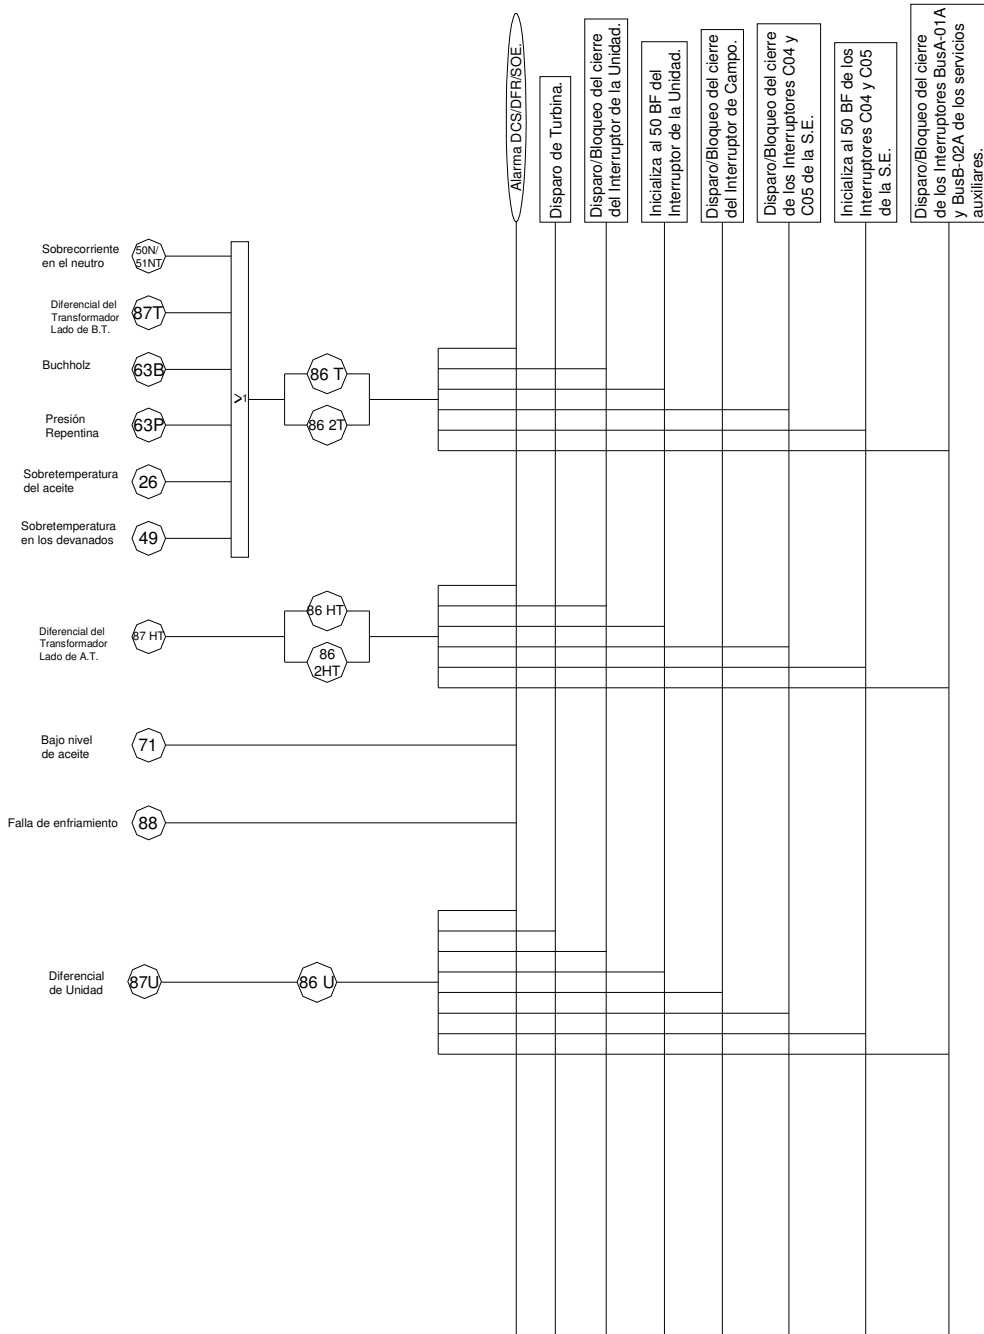 Alarma DCS/DFR/SOE.
Disparo de Turbina.
Disparo/Bloqueo del cierre
del Interruptor de la Unidad.
Inicializa al 50 BF del
Interruptor de la Unidad.
Disparo/Bloqueo del cierre
del Interruptor de Campo.
Disparo/Bloqueo del cierre
de los Interruptores C04 y
C05 de la S.E.
Inicializa al 50 BF de los
Interruptores C04 y C05
de la S.E.
Disparo/Bloqueo del cierre
de los Interruptores BusA-01A
y BusB-02A de los servicios
auxiliares.
Sobrecorriente
en el neutro
50N/
51NT
Diferencial del
Transformador
Lado de B.T.
87T
Buchholz
63B
Presión
Repentina
63P
Sobretemperatura
del aceite
26
Sobretemperatura
en los devanados
49
>1
86 T
86 2T
Diferencial del
Transformador
Lado de A.T.
87 HT
86 HT
86
2HT
Bajo nivel
de aceite
71
Falla de enfriamiento
88
Diferencial
de Unidad
87U
86 U